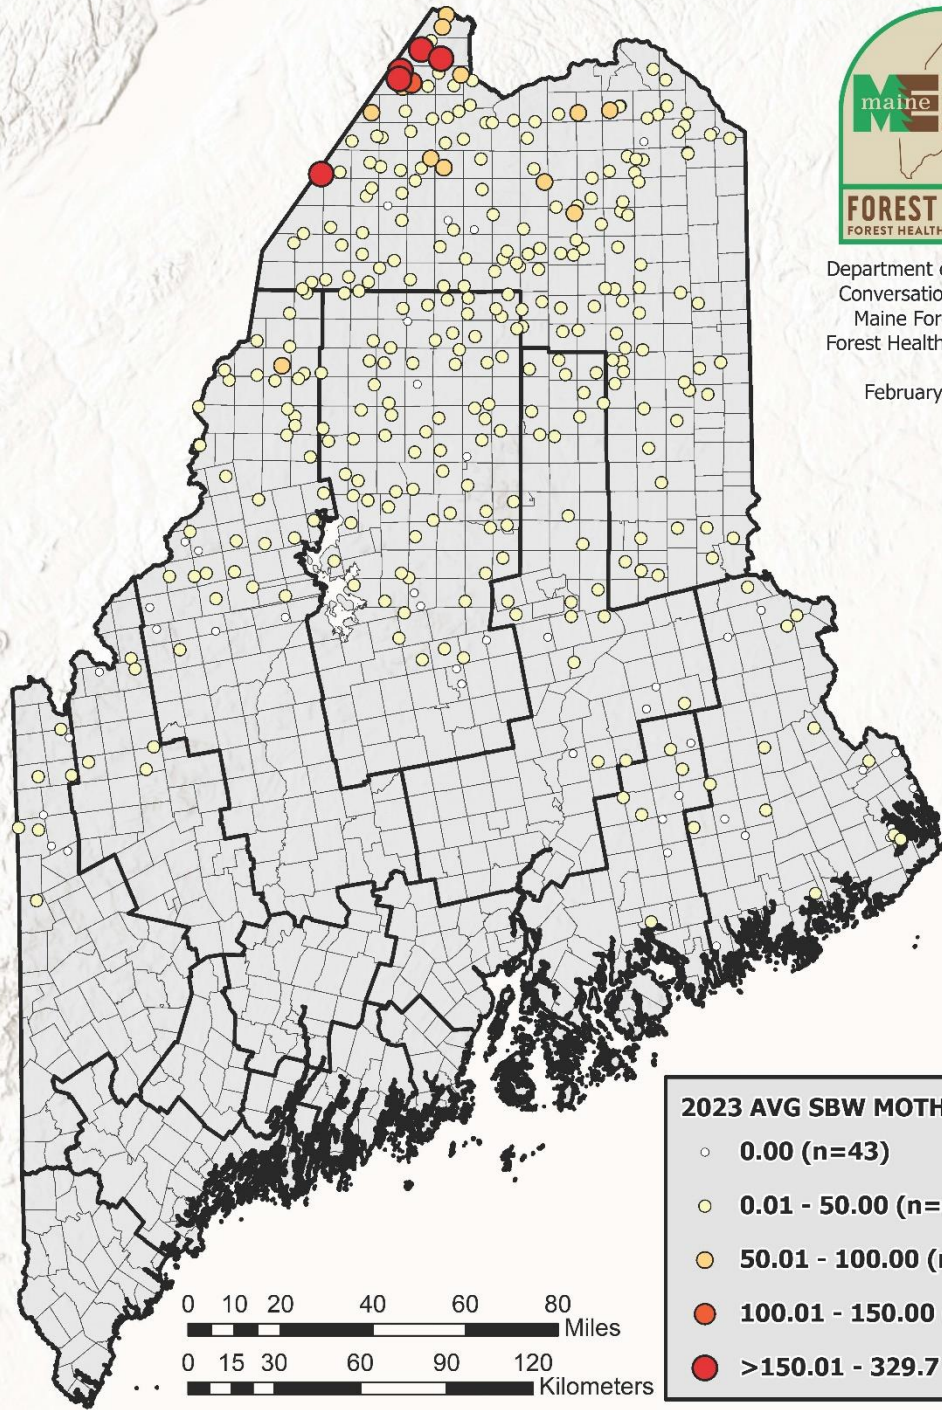 maine
ME
FOREST
FOREST HEALTH
Department
Conversatio
Maine For
Forest Health
February
2023 AVG SBW MOTH
0.00 (n=43)
0.01 - 50.00 (n=
50.01 - 100.00 (
100.01 - 150.00
>150.01 - 329.7
0 10 20 40 60 80
Miles
0 15 30 60 90 120
Kilometers